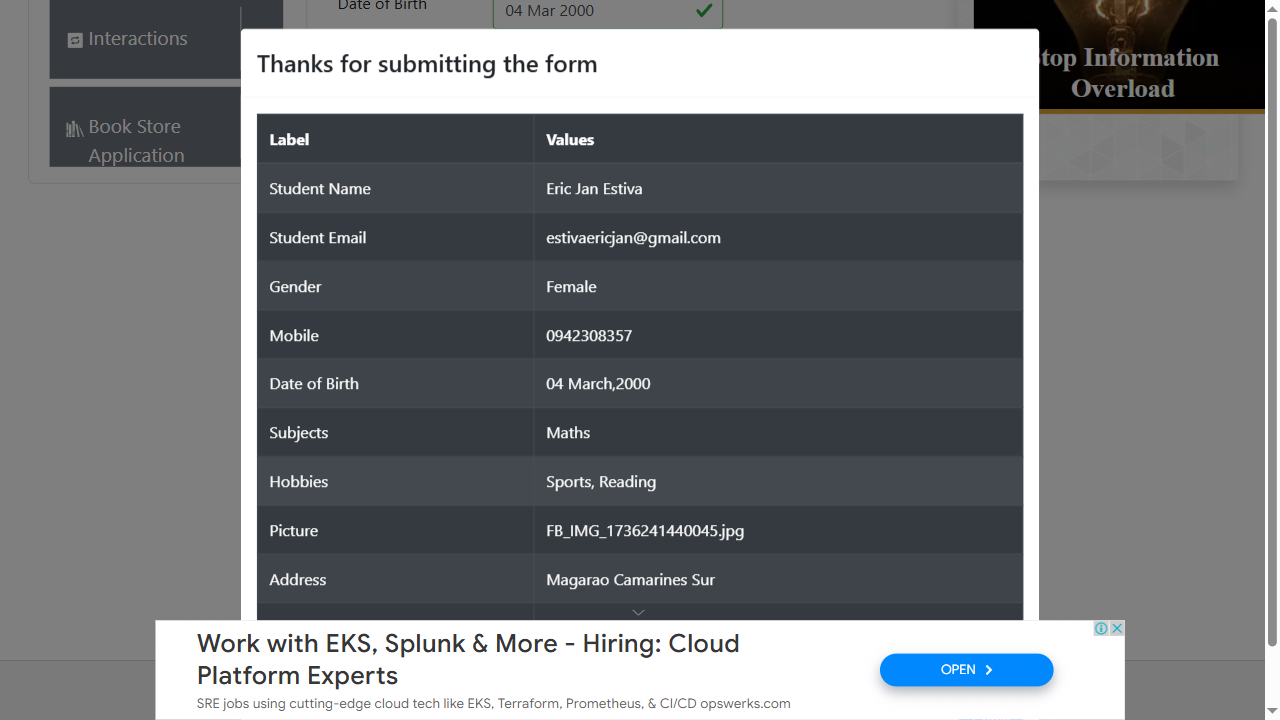 Date of Birth
04 Mar 2000
Interactions
Book Store
Application
Thanks for submitting the form
Label Values
Student Name Eric Jan Estiva
Student Email estivaericjan@gmail.com
Gender Female
Mobile 0942308357
Date of Birth 04 March,2000
Subjects Maths
Hobbies Sports, Reading
Picture FB_IMG_1736241440045.jpg
Address Magarao Camarines Sur
Information
Overload
Work with EKS, Splunk & More - Hiring: Cloud
Platform Experts
SRE jobs using cutting-edge cloud tech like EKS, Terraform, Prometheus, & CI/CD opswerks.com
OPEN